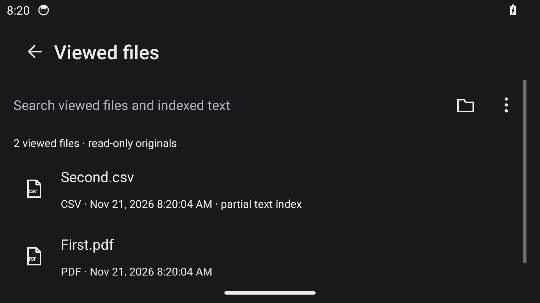 8:20
Viewed files
Search viewed files and indexed text
2 viewed files · read-only originals
Second.csv
CSV
CSV · Nov 21, 2026 8:20:04 AM · partial text index
First.pdf
PDF
PDF · Nov 21, 2026 8:20:04 AM